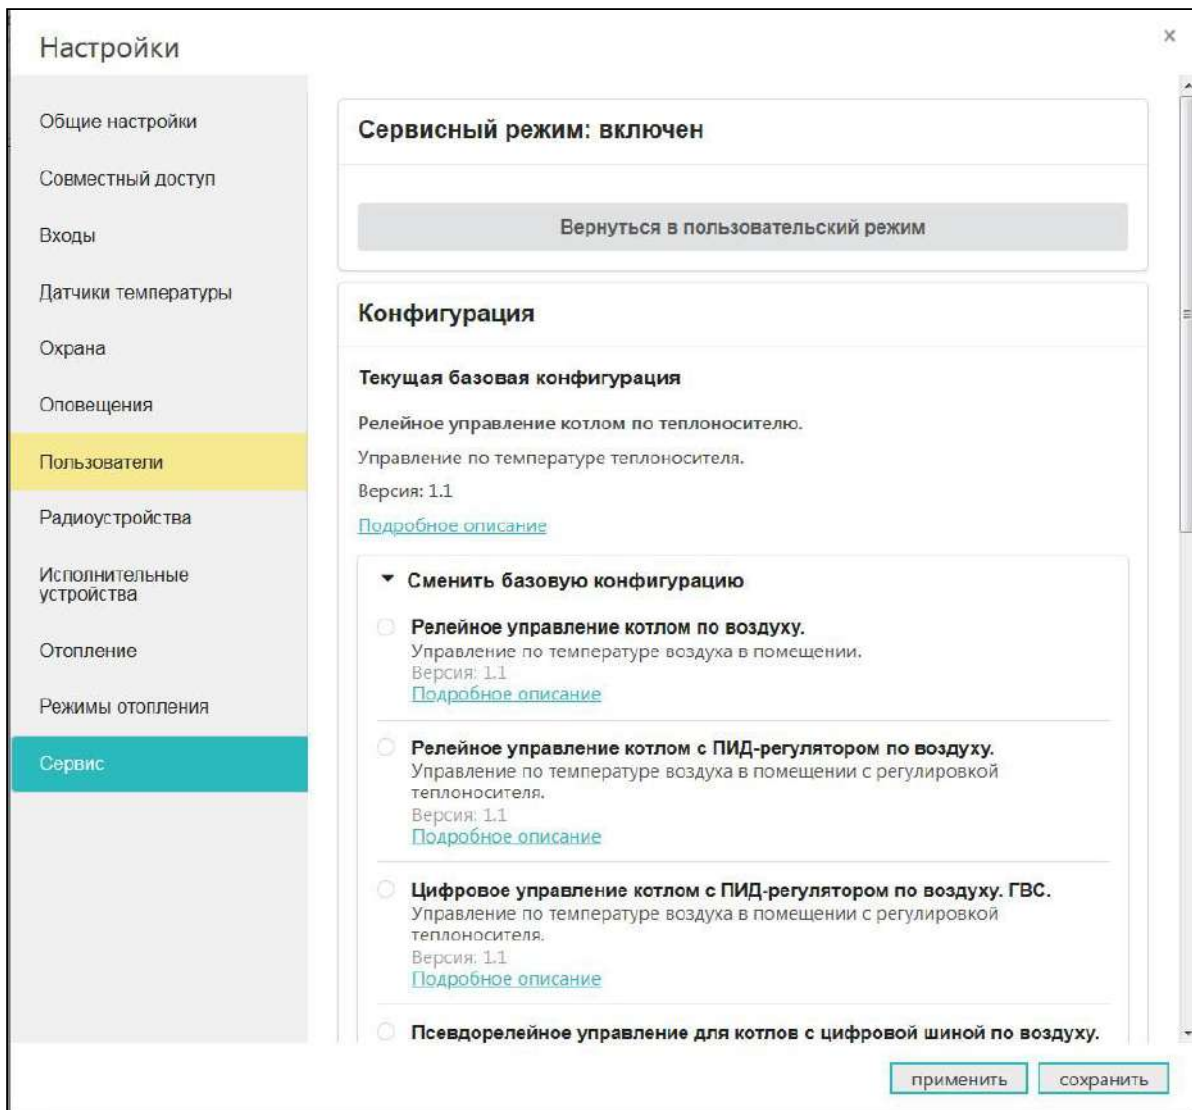 Настройки
×
Общие настройки
Совместный доступ
Входы
Датчики температуры
Охрана
Оповещения
Пользователи
Радиоустройства
Исполнительные
устройства
Отопление
Режимы отопления
Сервис
Сервисный режим: включен
Вернуться в пользовательский режим
Конфигурация
Текущая базовая конфигурация
Релейное управление котлом по теплоносителю.
Управление по температуре теплоносителя.
Версия: 1.1
Подробное описание
Сменить базовую конфигурацию
Релейное управление котлом по воздуху.
Управление по температуре воздуха в помещении.
Версия: 1.1
Подробное описание
Релейное управление котлом с ПИД-регулятором по воздуху.
Управление по температуре воздуха в помещении с регулировкой
теплоносителя.
Версия: 1.1
Подробное описание
Цифровое управление котлом с ПИД-регулятором по воздуху. ГВС.
Управление по температуре воздуха в помещении с регулировкой
теплоносителя.
Версия: 1.1
Подробное описание
Псевдорелейное управление для котлов с цифровой шиной по воздуху.
применить
сохранить